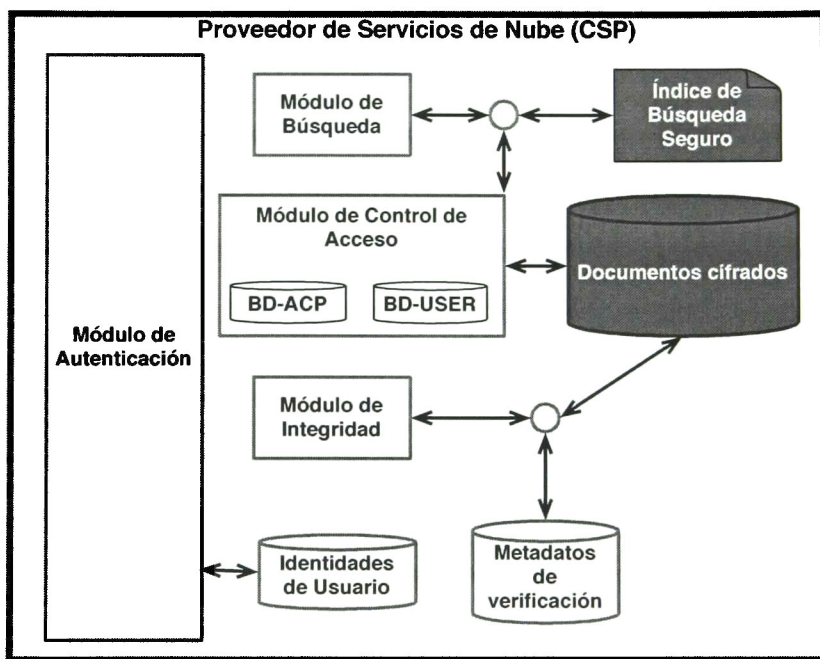 Proveedor de Servicios de Nube (CSP)
Módulo de
Búsqueda
Índice de
Búsqueda
Seguro
Módulo de Control de
Acceso
BD-ACP
BD-USER
Documentos cifrados
Módulo de
Autenticación
Módulo de
Integridad
Identidades
de Usuario
Metadatos
de
verificación